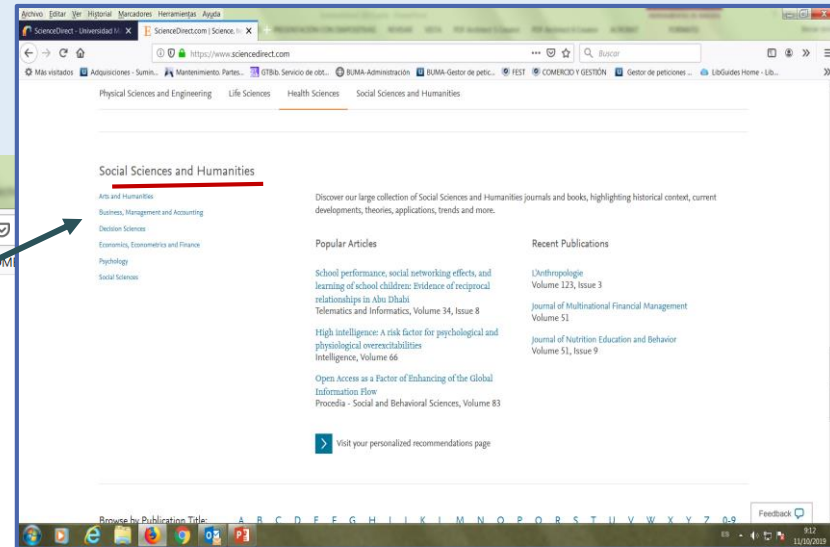 Archivo Editar Ver Historial Marcadores Herramientas Ayuda
ScienceDirect - Universidad M X
ScienceDirect.com | Science, X
https://www.sciencedirect.com
Buscar
Más visitados
Adquisiciones - Sumin...
Mantenimiento. Partes...
GTBib. Servicio de obt...
BUMA-Administración
BUMA-Gestor de petic...
FEST
COMERCIO Y GESTIÓN
Gestor de peticiones ...
LibGuides Home - Lib...
Physical Sciences and Engineering Life Sciences Health Sciences Social Sciences and Humanities
Social Sciences and Humanities
Arts and Humanities
Business, Management and Accounting
Decision Sciences
Economics, Econometrics and Finance
Psychology
Social Sciences
Discover our large collection of Social Sciences and Humanities journals and books, highlighting historical context, current
developments, theories, applications, trends and more.
Popular Articles
School performance, social networking effects, and
learning of school children: Evidence of reciprocal
relationships in Abu Dhabi
Telematics and Informatics, Volume 34, Issue 8
High intelligence: A risk factor for psychological and
physiological overexcitabilities
Intelligence, Volume 66
Open Access as a Factor of Enhancing of the Global
Information Flow
Procedia - Social and Behavioral Sciences, Volume 83
Recent Publications
L'Anthropologie
Volume 123, Issue 3
Journal of Multinational Financial Management
Volume 51
Journal of Nutrition Education and Behavior
Volume 51, Issue 9
Visit your personalized recommendations page
Browse by Publication Title: A B C D E F G H I J K L M N O P Q R S T U V W X Y Z 0-9
Feedback
ES
9:12
11/10/2019